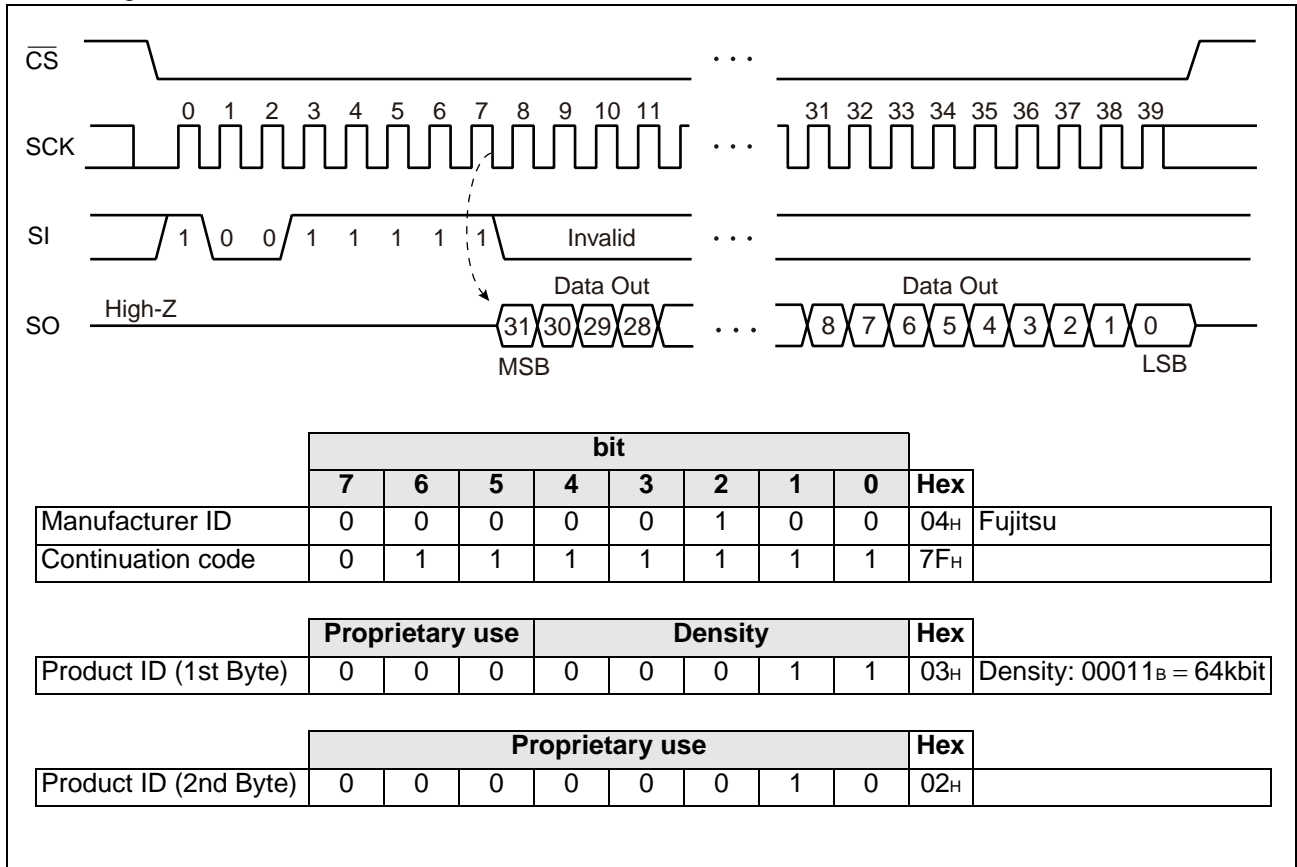 CS
0 1 2 3 4 5 6 7 8 9 10 11 31 32 33 34 35 36 37 38 39
SCK
SI 1 0 0 1 1 1 1 1 Invalid
Data Out Data Out
High-Z
SO 31 30 29 28 8 7 6 5 4 3 2 1 0
MSB LSB
bit
7 6 5 4 3 2 1 0 Hex
Manufacturer ID 0 0 0 0 0 1 0 0 04H Fujitsu
Continuation code 0 1 1 1 1 1 1 1 7FH
Proprietary use Density Hex
Product ID (1st Byte) 0 0 0 0 0 0 1 1 03H Density: 00011B = 64kbit
Proprietary use Hex
Product ID (2nd Byte) 0 0 0 0 0 0 1 0 02H